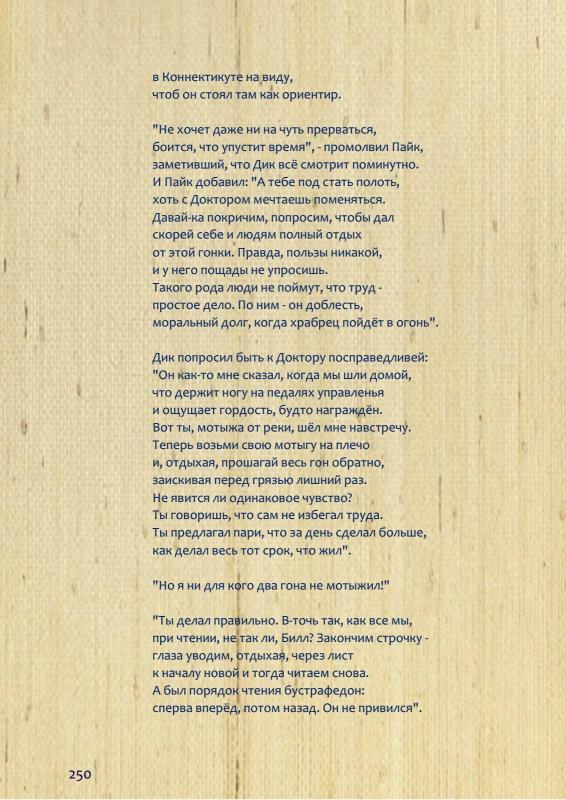 в Коннектикуте на виду,
чтоб он стоял там как ориентир.
"Не хочет даже ни на чуть прерваться,
боится, что упустит время", - промолвил Пайк,
заметивший, что Дик всё смотрит поминутно.
И Пайк добавил: "А тебе под стать полоть,
хоть с Доктором мечтаешь поменяться.
Давай-ка покричим, попросим, чтобы дал
скорей себе и людям полный отдых
от этой гонки. Правда, пользы никакой,
и у него пощады не упросишь.
Такого рода люди не поймут, что труд -
простое дело. По ним - он доблесть,
моральный долг, когда храбрец пойдёт в огонь".
Дик попросил быть к Доктору посправедливей:
"Он как-то мне сказал, когда мы шли домой,
что держит ногу на педалях управленья
и ощущает гордость, будто награждён.
Вот ты, мотыжа от реки, шёл мне навстречу.
Теперь возьми свою мотыгу на плечо
и, отдыхая, прошагай весь гон обратно,
заискивая перед грязью лишний раз.
Не явится ли одинаковое чувство?
Ты говоришь, что сам не избегал труда.
Ты предлагал пари, что за день сделал больше,
как делал весь тот срок, что жил".
"Но я ни для кого два гона не мотыжил!"
"Ты делал правильно. В-точь так, как все мы,
при чтении, не так ли, Билл? Закончим строчку -
глаза уводим, отдыхая, через лист
к началу новой и тогда читаем снова.
А был порядок чтения бустрафедон:
сперва вперёд, потом назад. Он не привился".
250